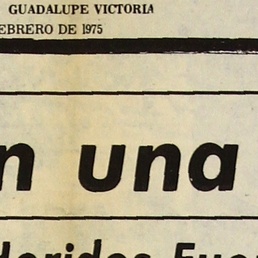 GUADALUPE VICTORIA
EBRERO DE 1975
n una